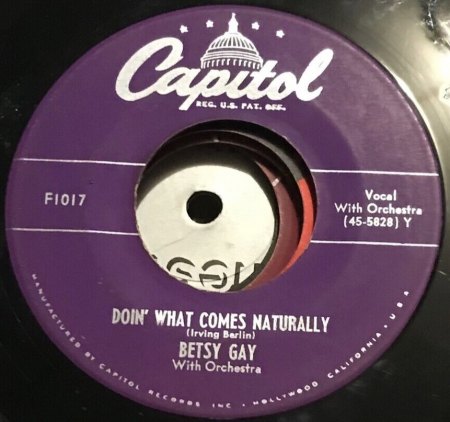 Capitol
REG. U.S. PAT. OFF.
F1017
Vocal
With Orchestra
(45-5828) Y
DOIN' WHAT COMES NATURALLY
(Irving Berlin)
BETSY GAY
With Orchestra
MANUFACTURED BY CAPITOL RECORDS INC • HOLLYWOOD CALIFORNIA • U.S.A.